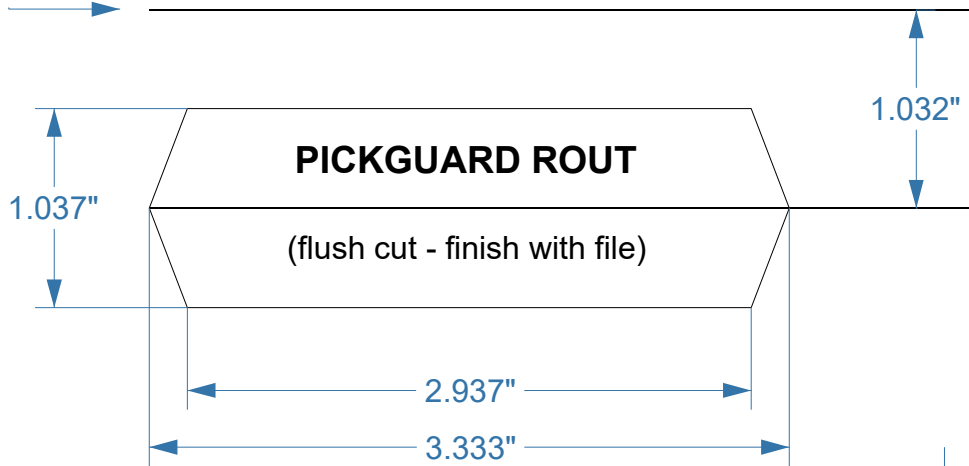 1.032"
PICKGUARD ROUT
1.037"
(flush cut - finish with file)
2.937"
3.333"